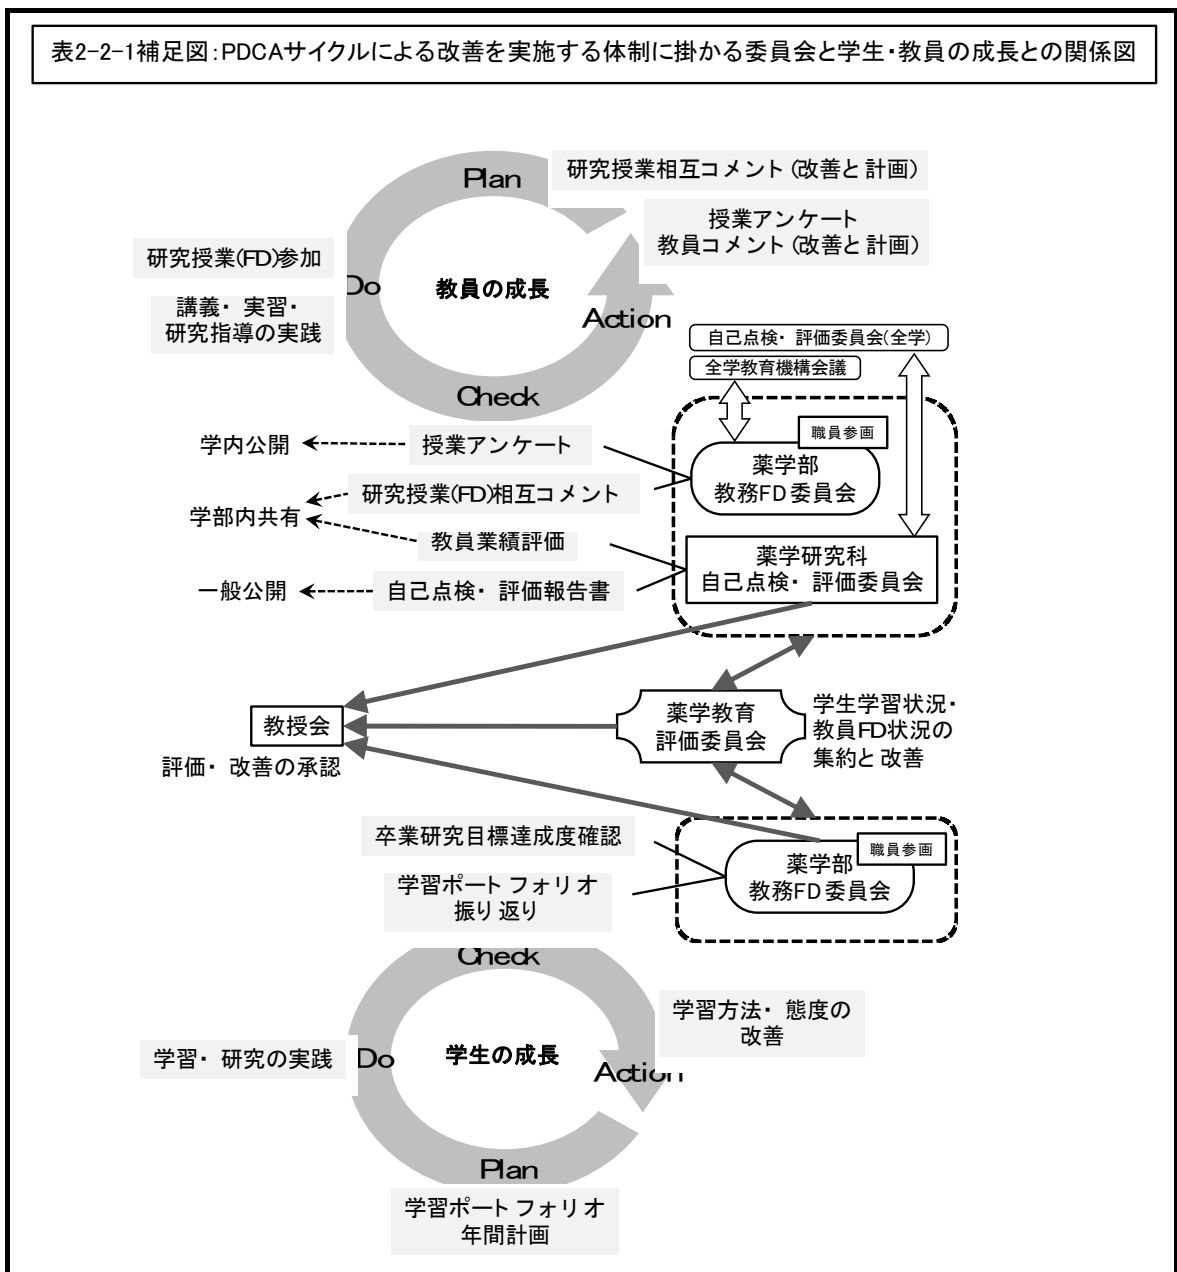 表2-2-1補足図:PDCAサイクルによる改善を実施する体制に掛かる委員会と学生・教員の成長との関係図
Plan
研究授業相互コメント(改善と計画)
授業アンケート
教員コメント(改善と計画)
研究授業(FD)参加
Do
教員の成長
講義・実習・
研究指導の実践
Action
自己点検・評価委員会(全学)
全学教育機構会議
Check
職員参画
学内公開
授業アンケート
薬学部
教務FD委員会
研究授業(FD)相互コメント
学部内共有
教員業績評価
薬学研究科
自己点検・評価委員会
一般公開
自己点検・評価報告書
教授会
評価・改善の承認
薬学教育
評価委員会
学生学習状況・
教員FD状況の
集約と改善
卒業研究目標達成度確認
職員参画
薬学部
教務FD委員会
学習ポートフォリオ
振り返り
Check
学習方法・態度の
改善
学習・研究の実践
Do
学生の成長
Action
Plan
学習ポートフォリオ
年間計画